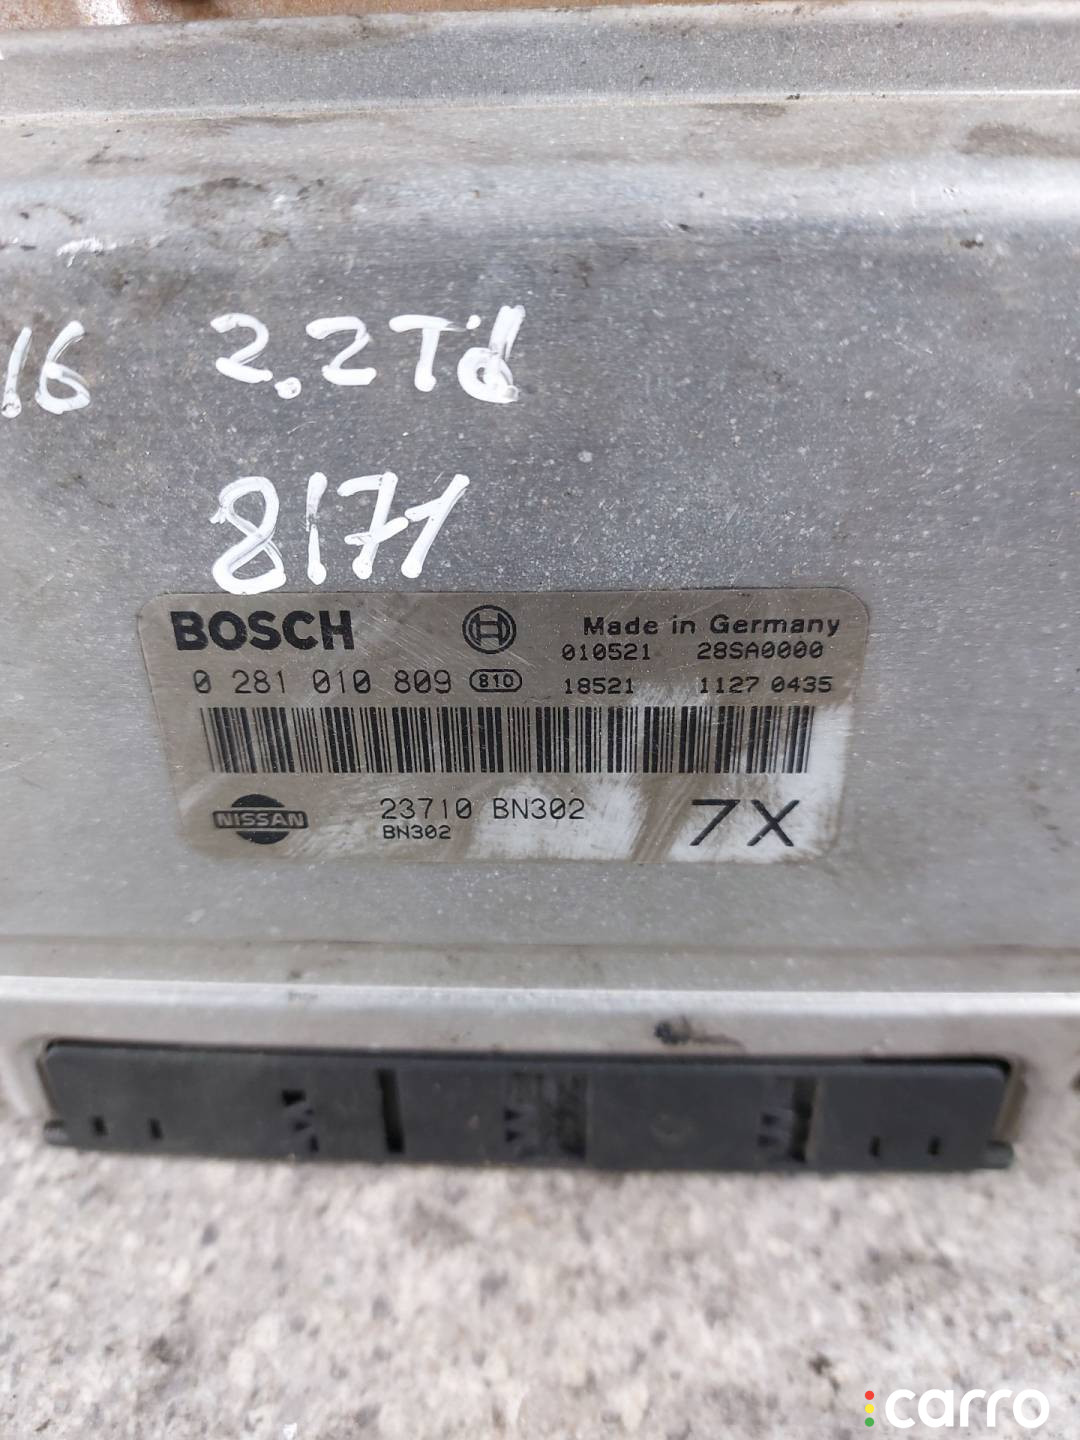 16 2.2Td
8171
BOSCH Made in Germany
010521 28SA0000
0 281 010 809 810 18521 1127 0435
NISSAN 23710 BN302 7X
BN302
carro